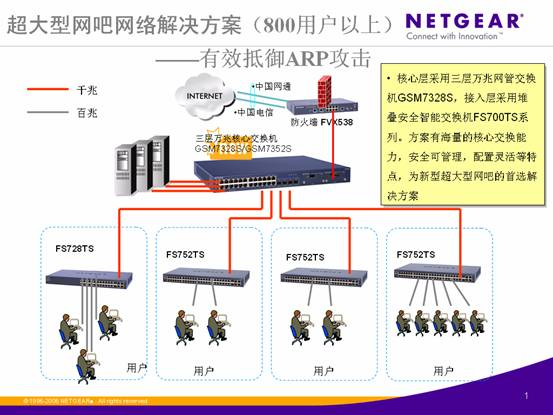 超大型网吧网络解决方案（800用户以上）
——有效抵御ARP攻击
NETGEAR®
Connect with Innovation™
千兆
百兆
INTERNET
•中国网通
•中国电信
防火墙 FVX538
三层万兆核心交换机
GSM7328S/GSM7352S
• 核心层采用三层万兆网管交换
机GSM7328S，接入层采用堆
叠安全智能交换机FS700TS系
列。方案有海量的核心交换能
力，安全可管理，配置灵活等特
点，为新型超大型网吧的首选解
决方案
FS728TS
FS752TS
FS752TS
FS752TS
用户
用户
用户
用户
© 1996-2006 NETGEAR®. All rights reserved
1